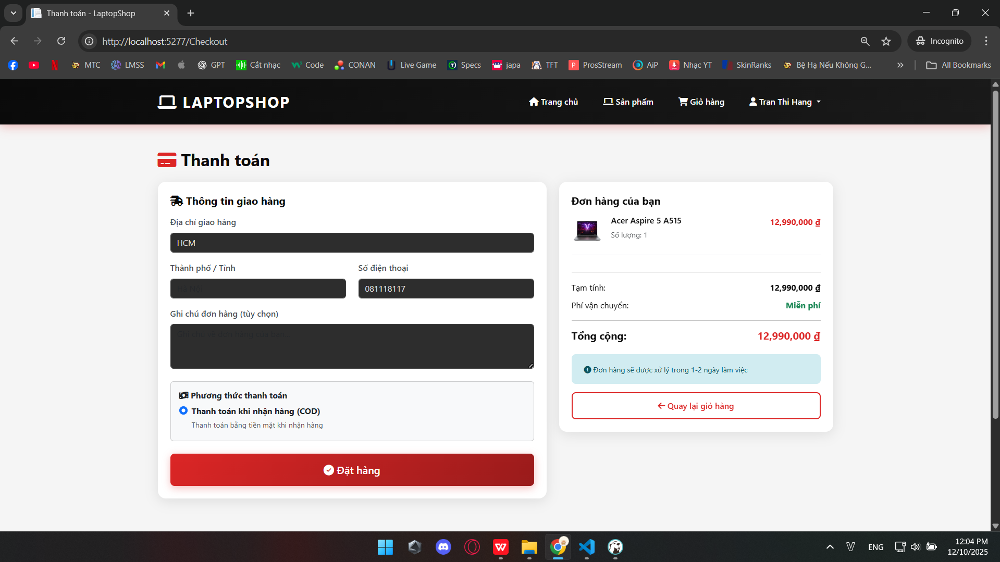 Thanh toán - LaptopShop
http://localhost:5277/Checkout
Incognito
MTC
LMSS
GPT
Cắt nhạc
Code
CONAN
Live Game
Specs
japa
TFT
ProsStream
AiP
Nhạc YT
SkinRanks
Bệ Hạ Nếu Không G...
All Bookmarks
LAPTOPSHOP
Trang chủ
Sản phẩm
Giỏ hàng
Tran Thi Hang
Thanh toán
Thông tin giao hàng
Địa chỉ giao hàng
HCM
Thành phố / Tỉnh
Số điện thoại
Hà Nội
081118117
Ghi chú đơn hàng (tùy chọn)
Ghi chú về đơn hàng của bạn...
Phương thức thanh toán
Thanh toán khi nhận hàng (COD)
Thanh toán bằng tiền mặt khi nhận hàng
Đặt hàng
Đơn hàng của bạn
Acer Aspire 5 A515
12,990,000 ₫
Số lượng: 1
Tạm tính:
12,990,000 ₫
Phí vận chuyển:
Miễn phí
Tổng cộng:
12,990,000 ₫
Đơn hàng sẽ được xử lý trong 1-2 ngày làm việc
Quay lại giỏ hàng
ENG
12:04 PM
12/10/2025